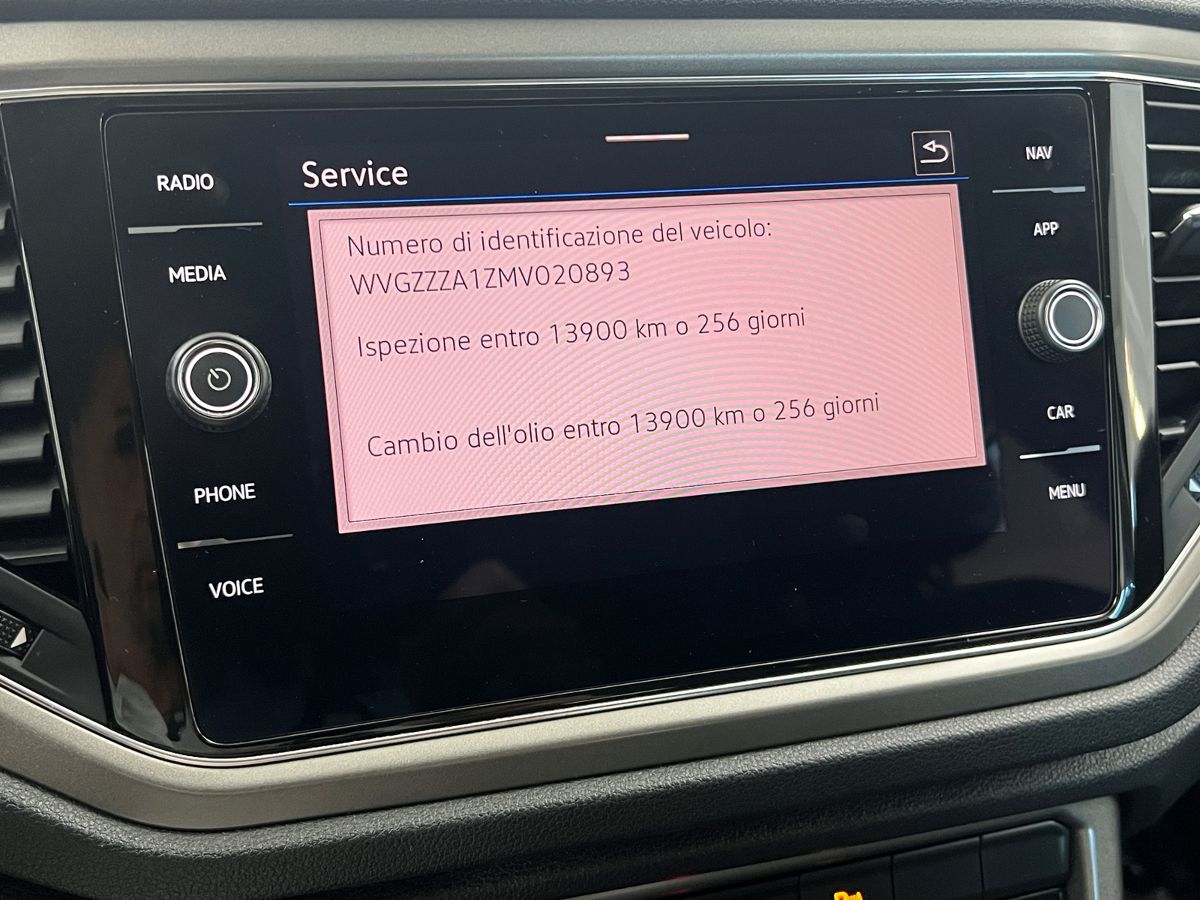 RADIO
MEDIA
PHONE
VOICE
Service
Numero di identificazione del veicolo:
WVGZZZA1ZMV020893
Ispezione entro 13900 km o 256 giorni
Cambio dell'olio entro 13900 km o 256 giorni
NAV
APP
CAR
MENU